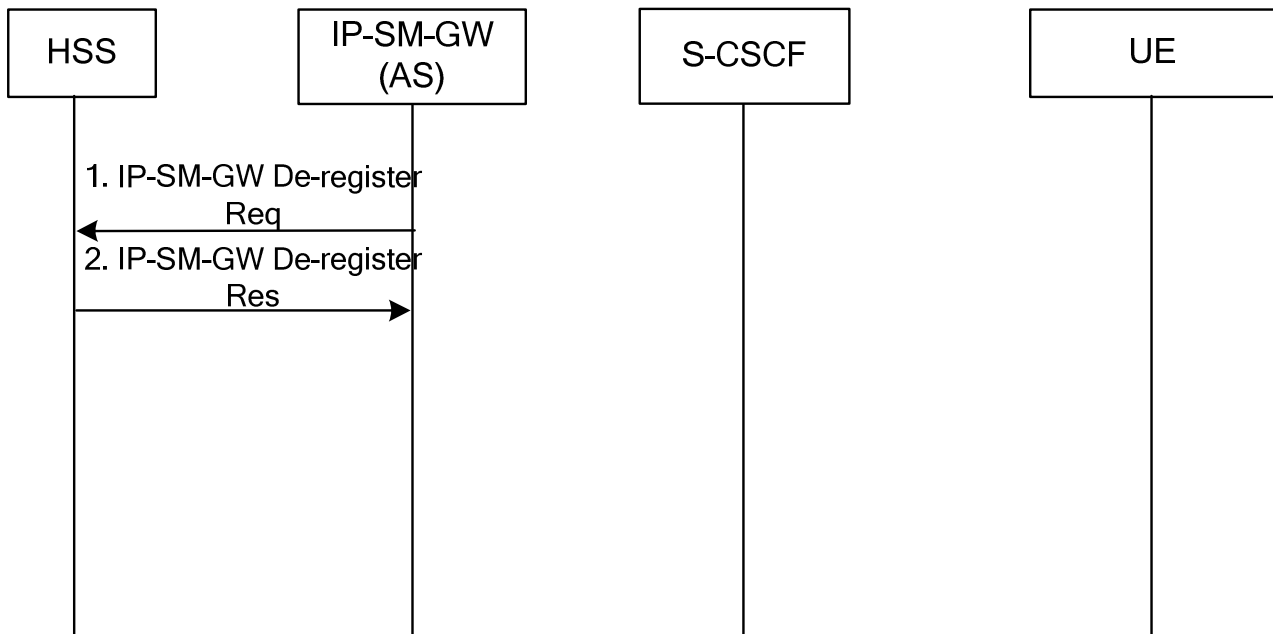 HSS
IP-SM-GW
(AS)
S-CSCF
UE
1. IP-SM-GW De-register
Req
2. IP-SM-GW De-register
Res